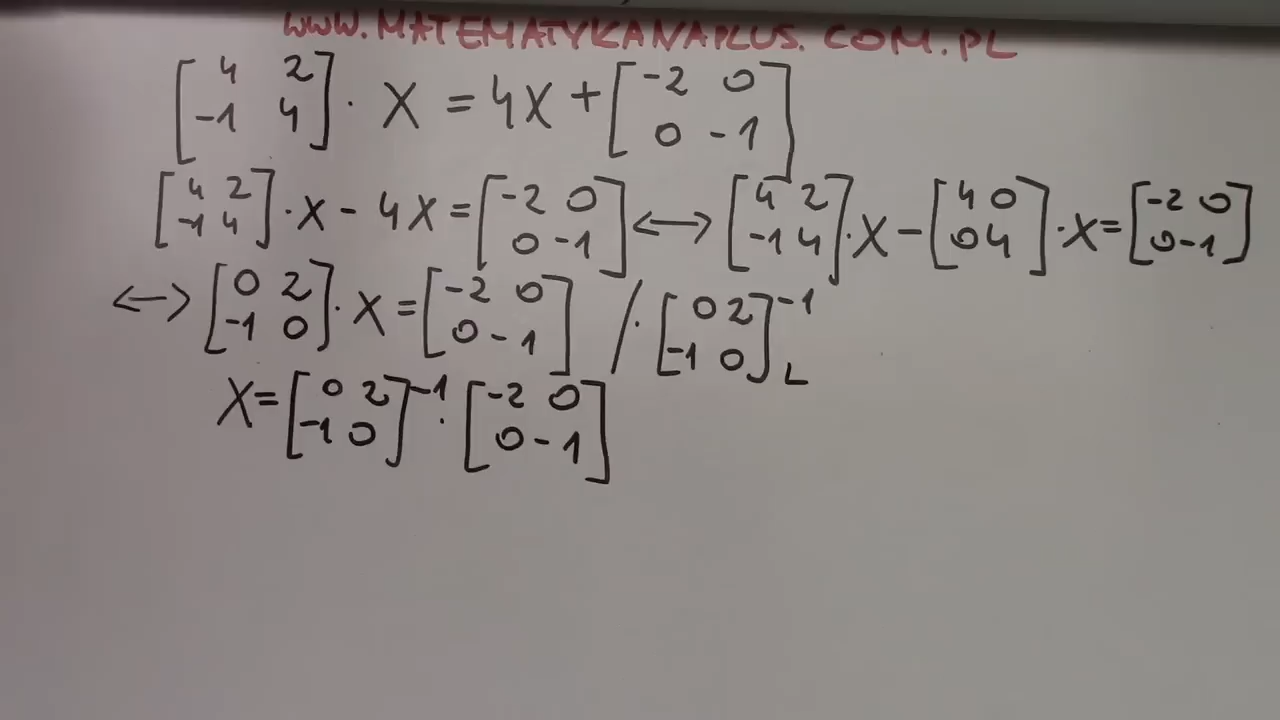 WWW.MATEMATYKANAPLUS.COM.PL
[4 2; -1 4] · X = 4X + [-2 0; 0 -1]
[4 2; -1 4] · X - 4X = [-2 0; 0 -1] ⟷ [4 2; -1 4] · X - [4 0; 0 4] · X = [-2 0; 0 -1]
⟷ [0 2; -1 0] · X = [-2 0; 0 -1] / · [0 2; -1 0]⁻¹ L
X = [0 2; -1 0]⁻¹ · [-2 0; 0 -1]